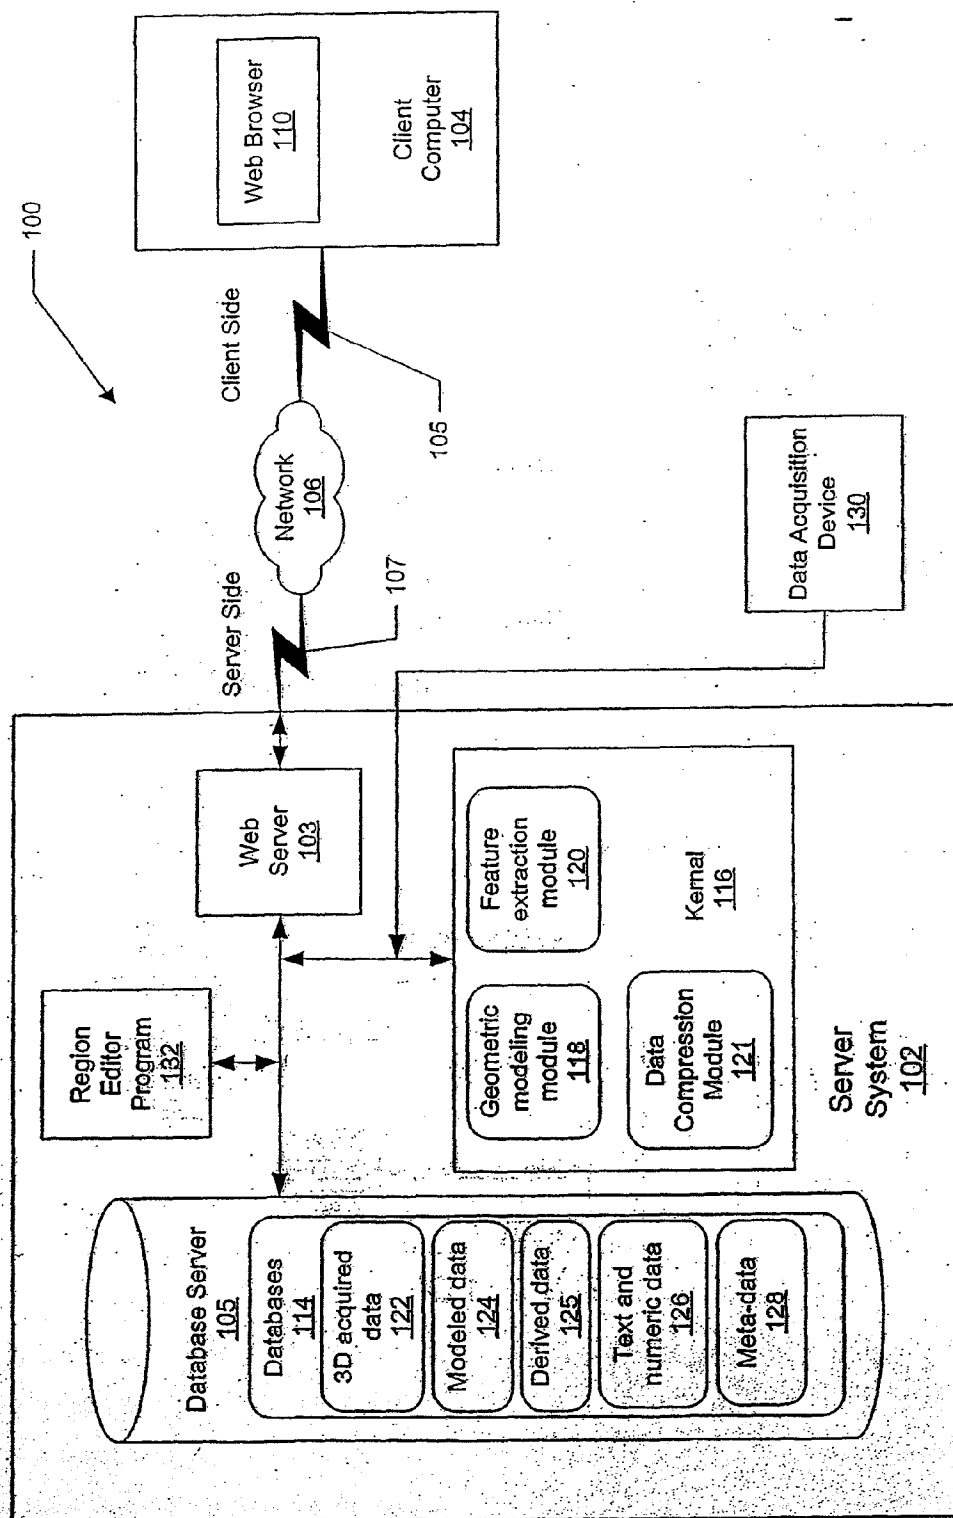 100
Web Browser
110
Client
Computer
104
Client Side
105
Network
106
Server Side
107
Data Acquisition
Device
130
Web
Server
103
Region
Editor
Program
132
Feature
extraction
module
120
Geometric
modeling
module
118
Kernal
116
Data
Compression
Module
121
Server
System
102
Database Server
105
Databases
114
3D acquired
data
122
Modeled data
124
Derived data
125
Text and
numeric data
126
Meta-data
128